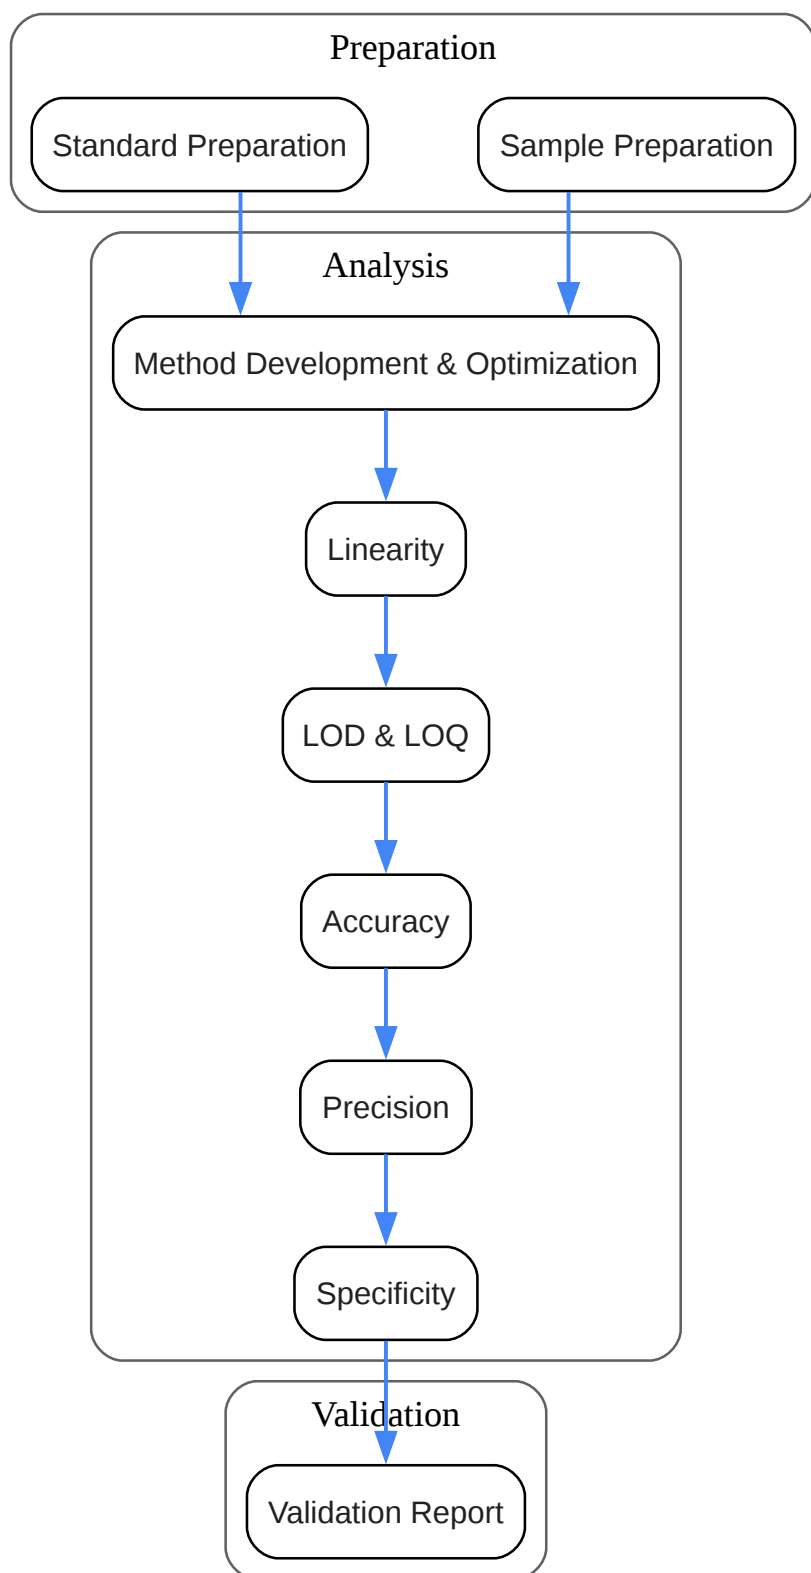 Preparation
Standard Preparation
Sample Preparation
Analysis
Method Development & Optimization
Linearity
LOD & LOQ
Accuracy
Precision
Specificity
Validation
Validation Report